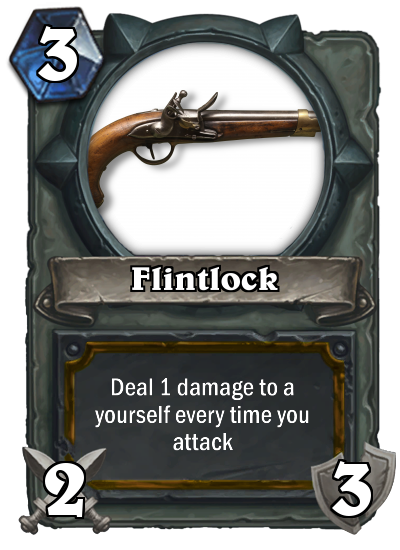 3
Flintlock
Deal 1 damage to a
yourself every time you
attack
2
3